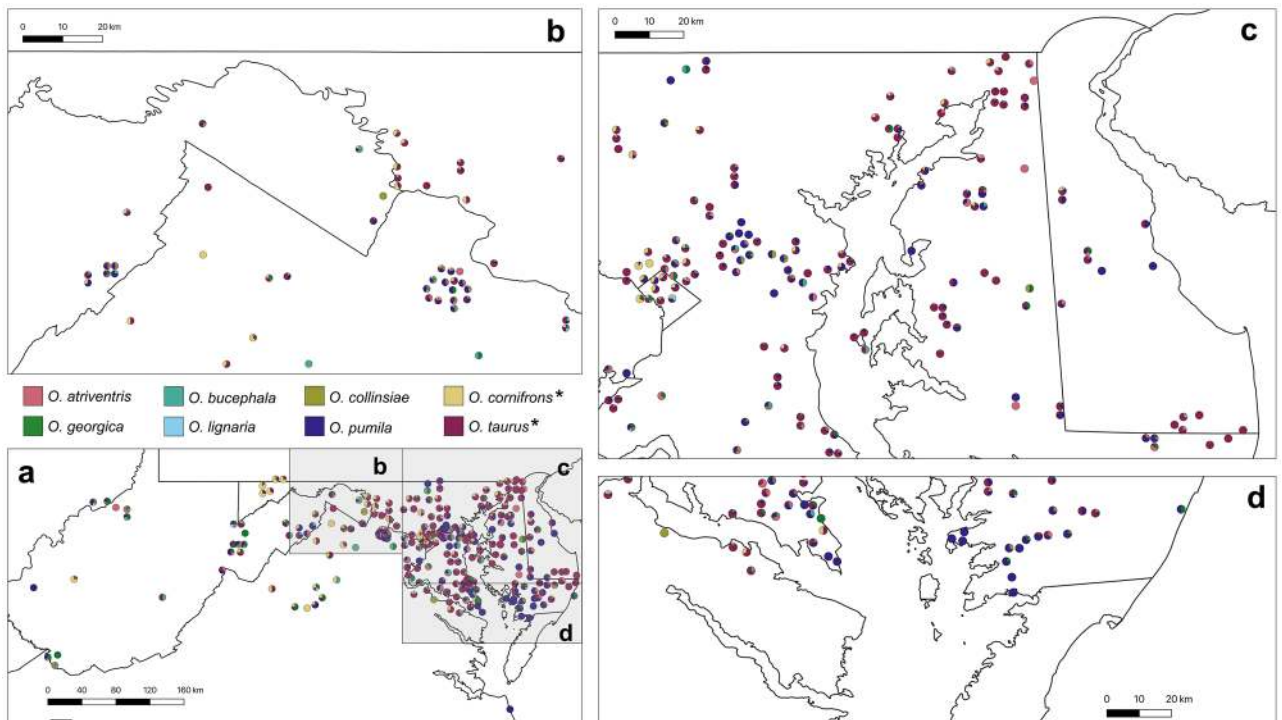 0 10 20 km
b
0 10 20 km
c
O. atriventris O. bucephala O. collinsiae O. cornifrons*
O. georgica O. lignaria O. pumila O. taurus*
a
b
c
d
0 40 80 120 160 km
d
0 10 20 km